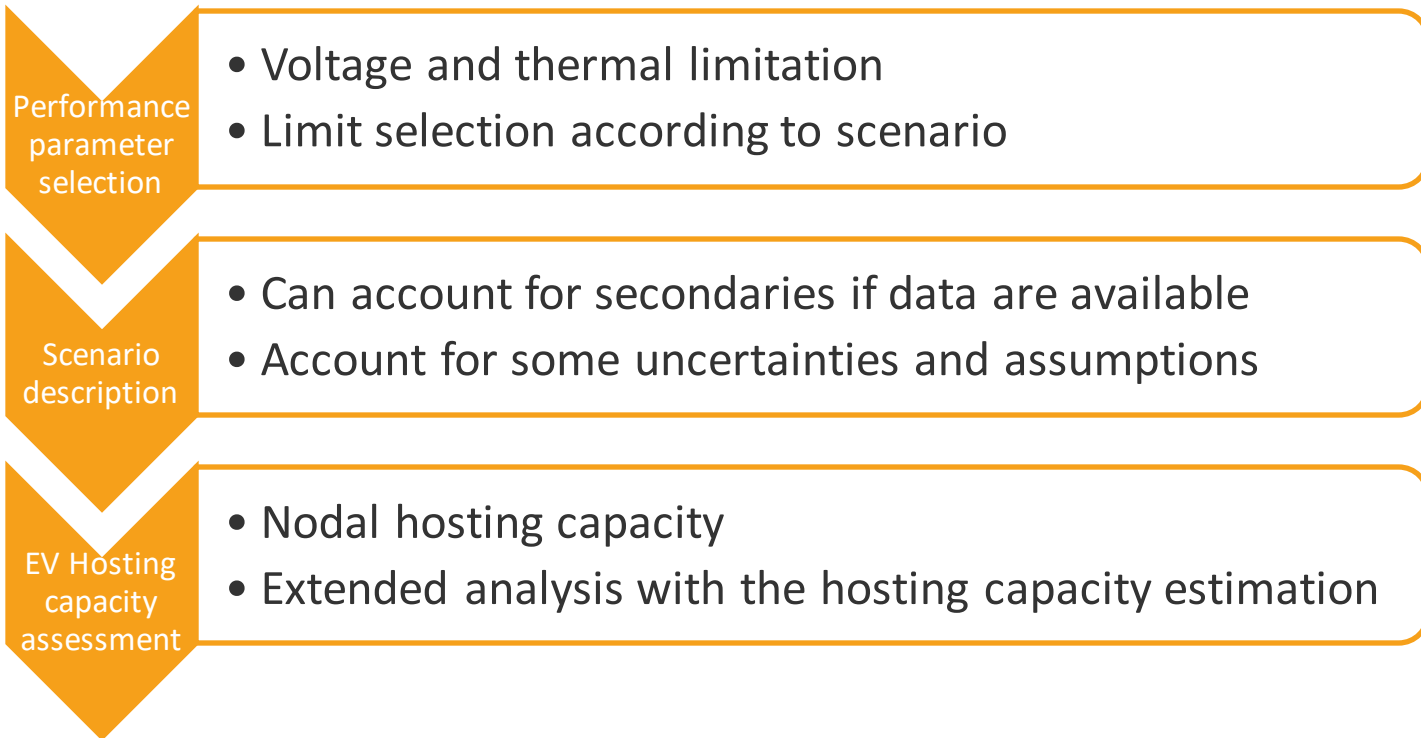 Performance
parameter
selection
• Voltage and thermal limitation
• Limit selection according to scenario
Scenario
description
• Can account for secondaries if data are available
• Account for some uncertainties and assumptions
EV Hosting
capacity
assessment
• Nodal hosting capacity
• Extended analysis with the hosting capacity estimation